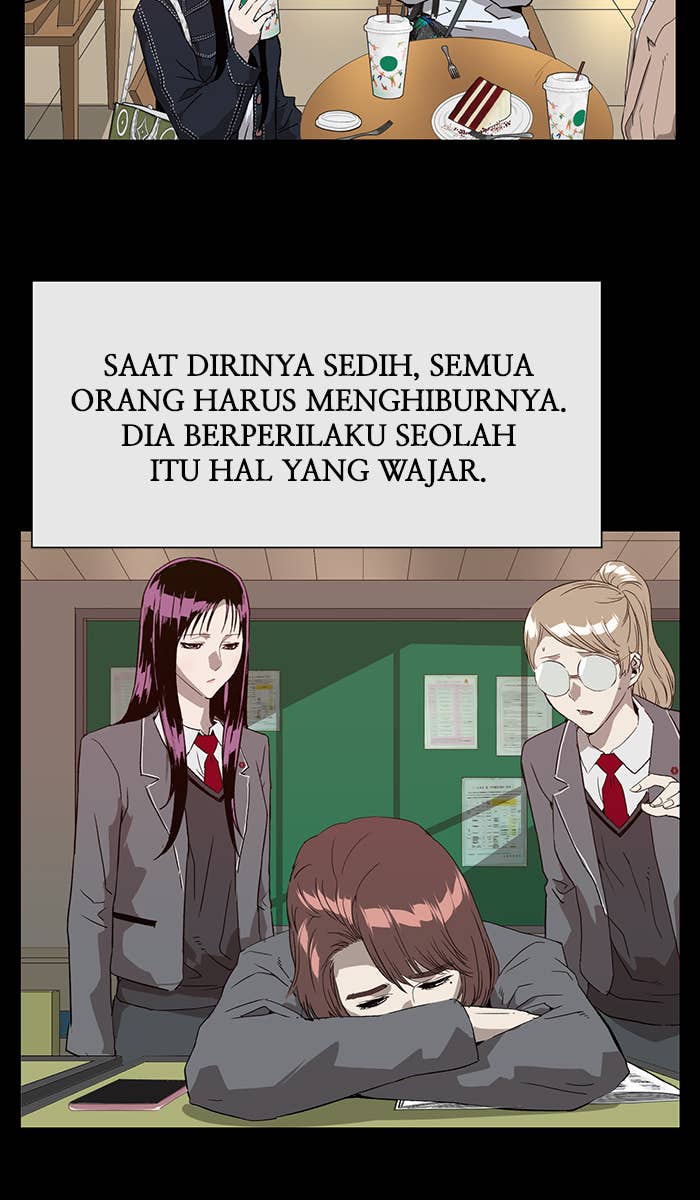 SAAT DIRINYA SEDIH, SEMUA
ORANG HARUS MENGHIBURNYA.
DIA BERPERILAKU SEOLAH
ITU HAL YANG WAJAR.